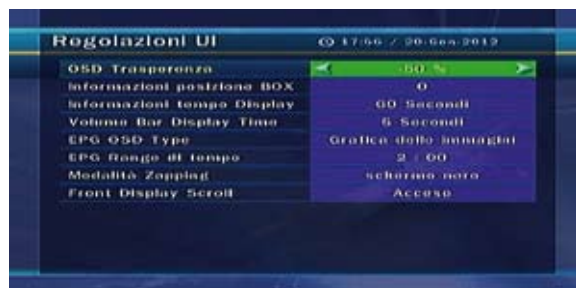 Regolazioni UI
17:56 / 20-Gen-2012
OSD Trasparenza
-50 %
Informazioni posizione BOX
0
Informazioni tempo Display
60 Secondi
Volume Bar Display Time
5 Secondi
EPG OSD Type
Grafica dello immagini
EPG Range di tempo
2 : 00
Modalità Zapping
schermo nero
Front Display Scroll
Acceso